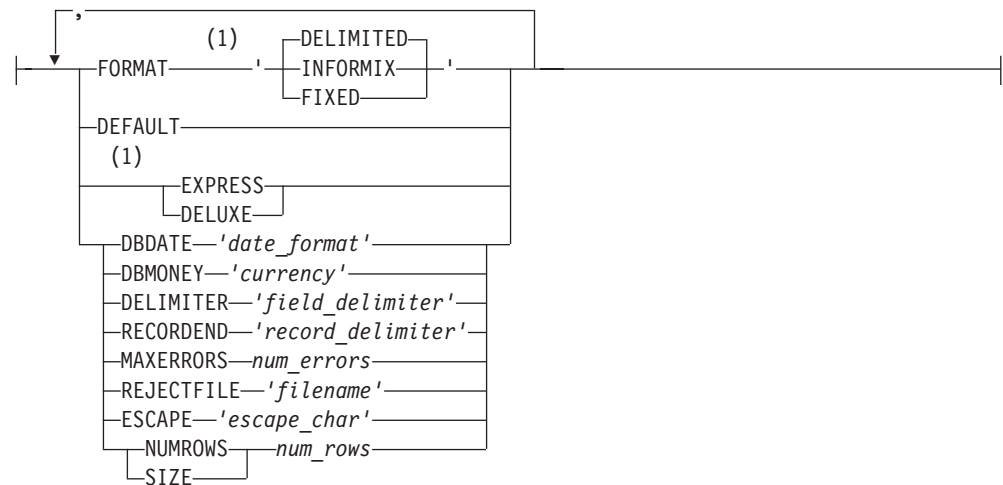 ,
(1) DELIMITED
FORMAT ' INFORMIX '
FIXED
DEFAULT
(1)
EXPRESS
DELUXE
DBDATE 'date_format'
DBMONEY 'currency'
DELIMITER 'field_delimiter'
RECORDEND 'record_delimiter'
MAXERRORS num_errors
REJECTFILE 'filename'
ESCAPE 'escape_char'
NUMROWS num_rows
SIZE